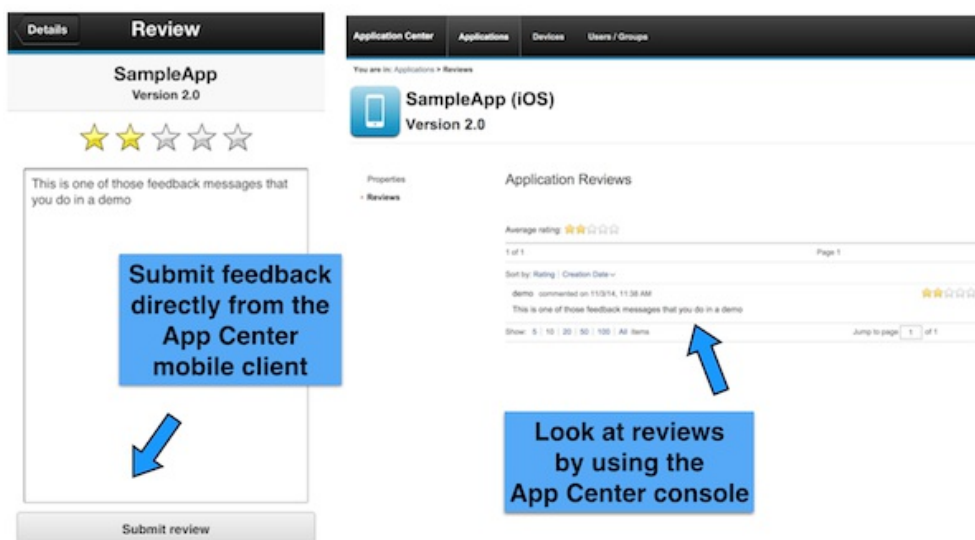 Details
Review
SampleApp
Version 2.0
This is one of those feedback messages that
you do in a demo
Submit feedback
directly from the
App Center
mobile client
Submit review
Application Center
Applications
Devices
Users / Groups
You are in: Applications > Reviews
SampleApp (iOS)
Version 2.0
Properties
Reviews
Application Reviews
Average rating:
1 of 1
Page 1
Sort by: Rating | Creation Date
demo commented on 11/3/14, 11:38 AM
This is one of those feedback messages that you do in a demo
Show: 5 | 10 | 20 | 50 | 100 | All items
Jump to page 1 of 1
Look at reviews
by using the
App Center console